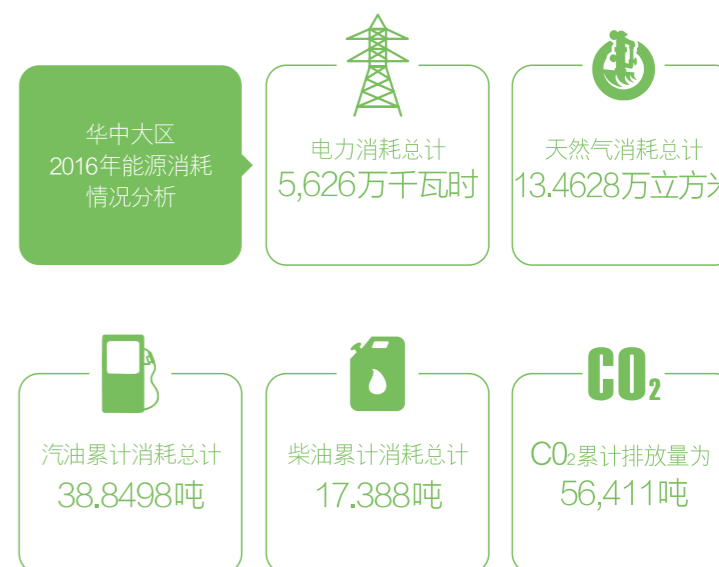 华中大区
2016年能源消耗
情况分析
电力消耗总计
5,626万千瓦时
天然气消耗总计
13.4628万立方米
汽油累计消耗总计
38.8498吨
柴油累计消耗总计
17.388吨
CO₂
CO₂累计排放量为
56,411吨